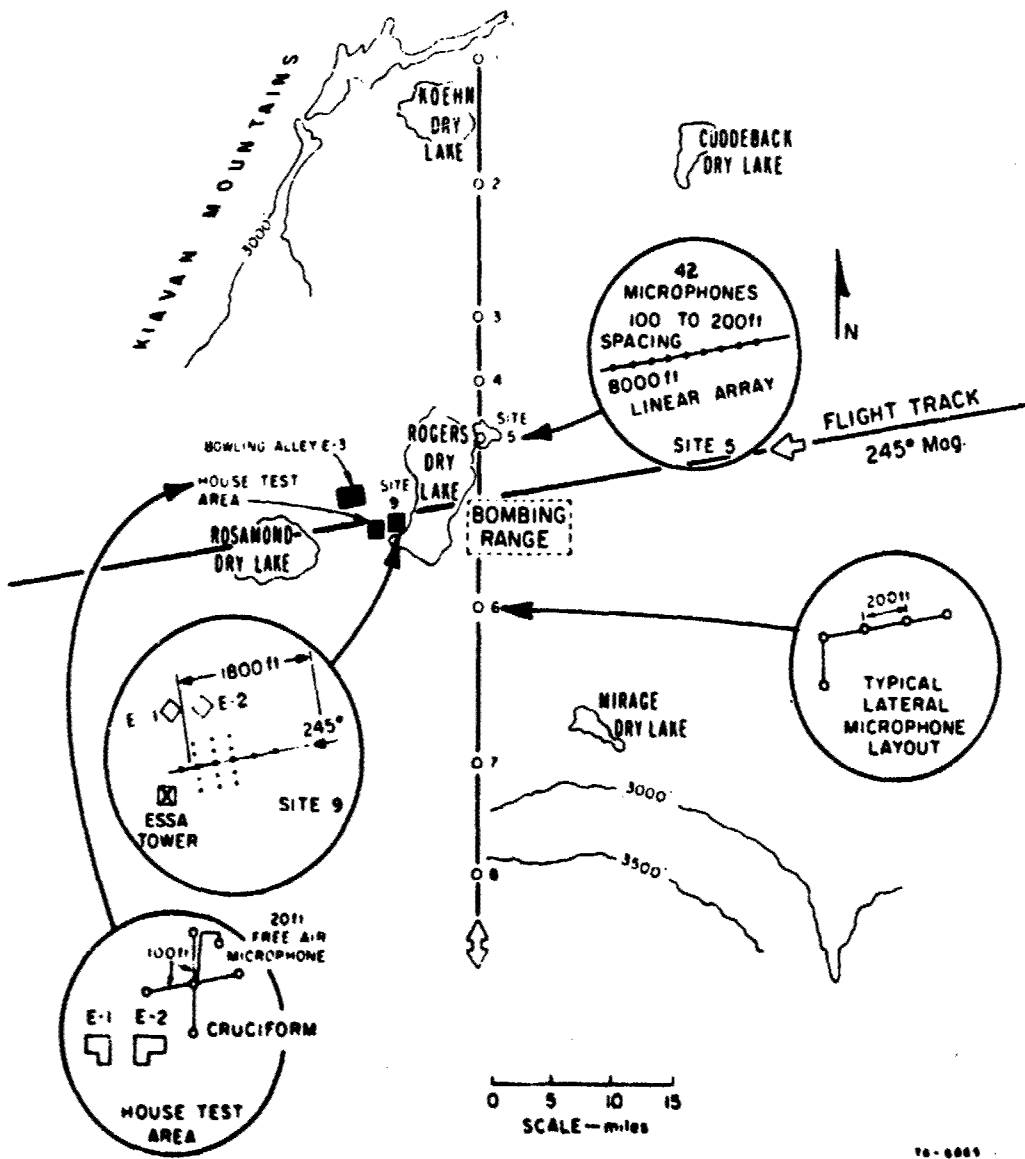 KIAVAN MOUNTAINS
3000'
KOEHN
DRY
LAKE
CUDDEBACK
DRY LAKE
2
3
4
42
MICROPHONES
100 TO 200ft
SPACING
8000ft
LINEAR ARRAY
N
SITE
5
ROGERS
DRY
LAKE
SITE 5
FLIGHT TRACK
245° Mag.
BOWLING ALLEY E-3
HOUSE TEST
AREA
SITE
9
ROSAMOND
DRY LAKE
BOMBING
RANGE
6
200ft
TYPICAL
LATERAL
MICROPHONE
LAYOUT
1800ft
E-1
E-2
245°
ESSA
TOWER
SITE 9
MIRAGE
DRY LAKE
7
3000'
3500'
8
20ft
FREE AIR
MICROPHONE
100ft
E-1
E-2
CRUCIFORM
HOUSE TEST
AREA
0 5 10 15
SCALE—miles